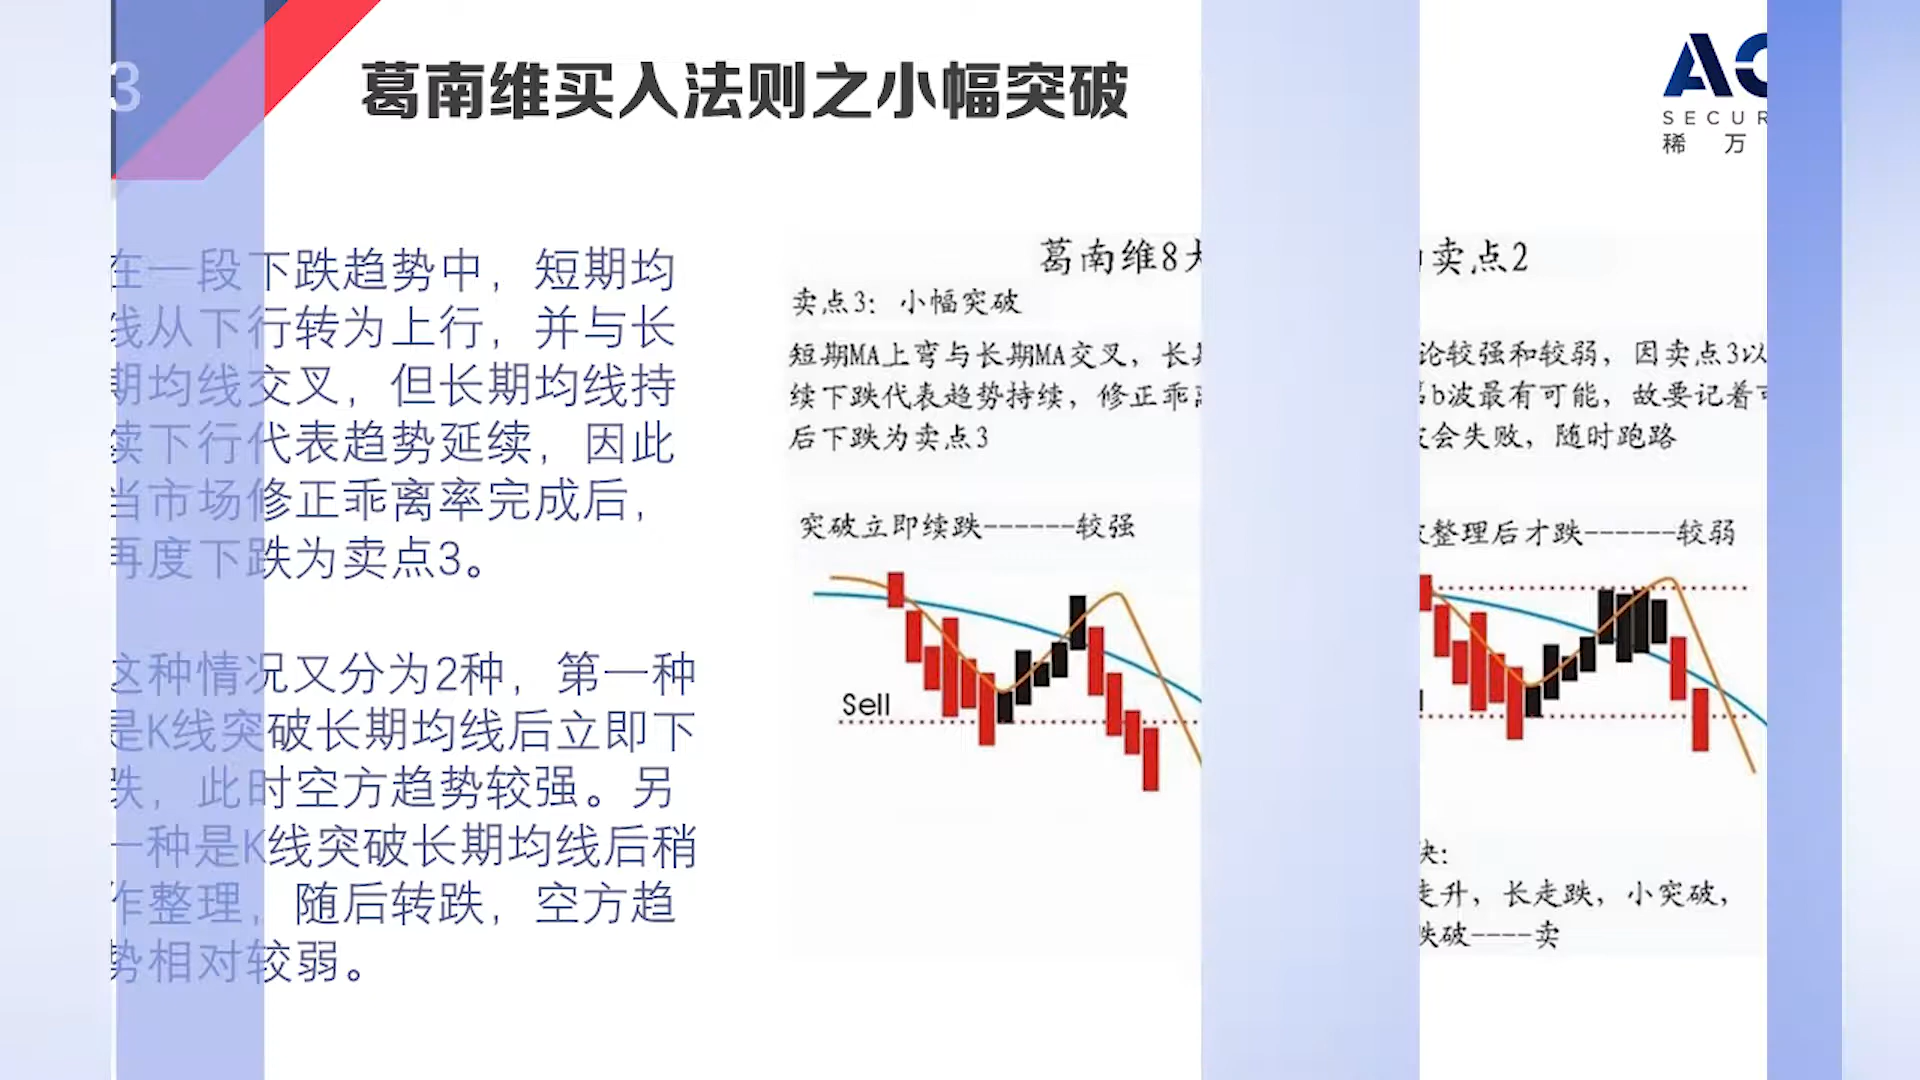 3
葛南维买入法则之小幅突破
SECUR
稀 万
在一段下跌趋势中，短期均
线从下行转为上行，并与长
期均线交叉，但长期均线持
续下行代表趋势延续，因此
当市场修正乖离率完成后，
再度下跌为卖点3。
这种情况又分为2种，第一种
是K线突破长期均线后立即下
跌，此时空方趋势较强。另
一种是K线突破长期均线后稍
作整理，随后转跌，空方趋
势相对较弱。
葛南维8
卖点2
卖点3：小幅突破
短期MA上弯与长期MA交叉，长
续下跌代表趋势持续，修正乖
后下跌为卖点3
论较强和较弱，因卖点3以
b波最有可能，故要记着
会失败，随时跑路
突破立即续跌------较强
整理后才跌------较弱
Sell
走升，长走跌，小突破，
跌破----卖